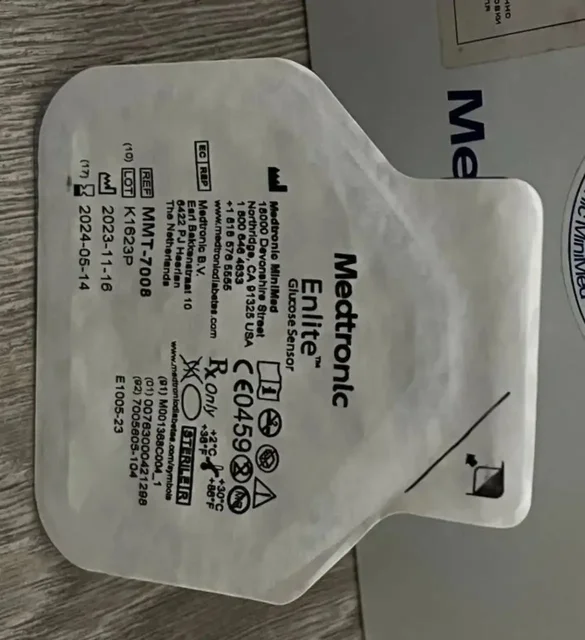 Medtronic
Enlite™
Glucose Sensor
Medtronic MiniMed
18000 Devonshire Street
Northridge, CA 91325 USA
1 800 646 4633
+1 818 576 5555
www.medtronicdiabetes.com
EC REP
Medtronic B.V.
Earl Bakkenstraat 10
6422 PJ Heerlen
The Netherlands
REF MMT-7008
(10) LOT K1623P
2023-11-16
(17) 2024-05-14
CE0459
Rx Only
+2°C
+36°F
+30°C
+86°F
STERILE R
www.medtronicdiabetes.com/symbols
(91) M001368C004_1
(01) 00763000421298
(92) 7005605-104
E1005-23
Me